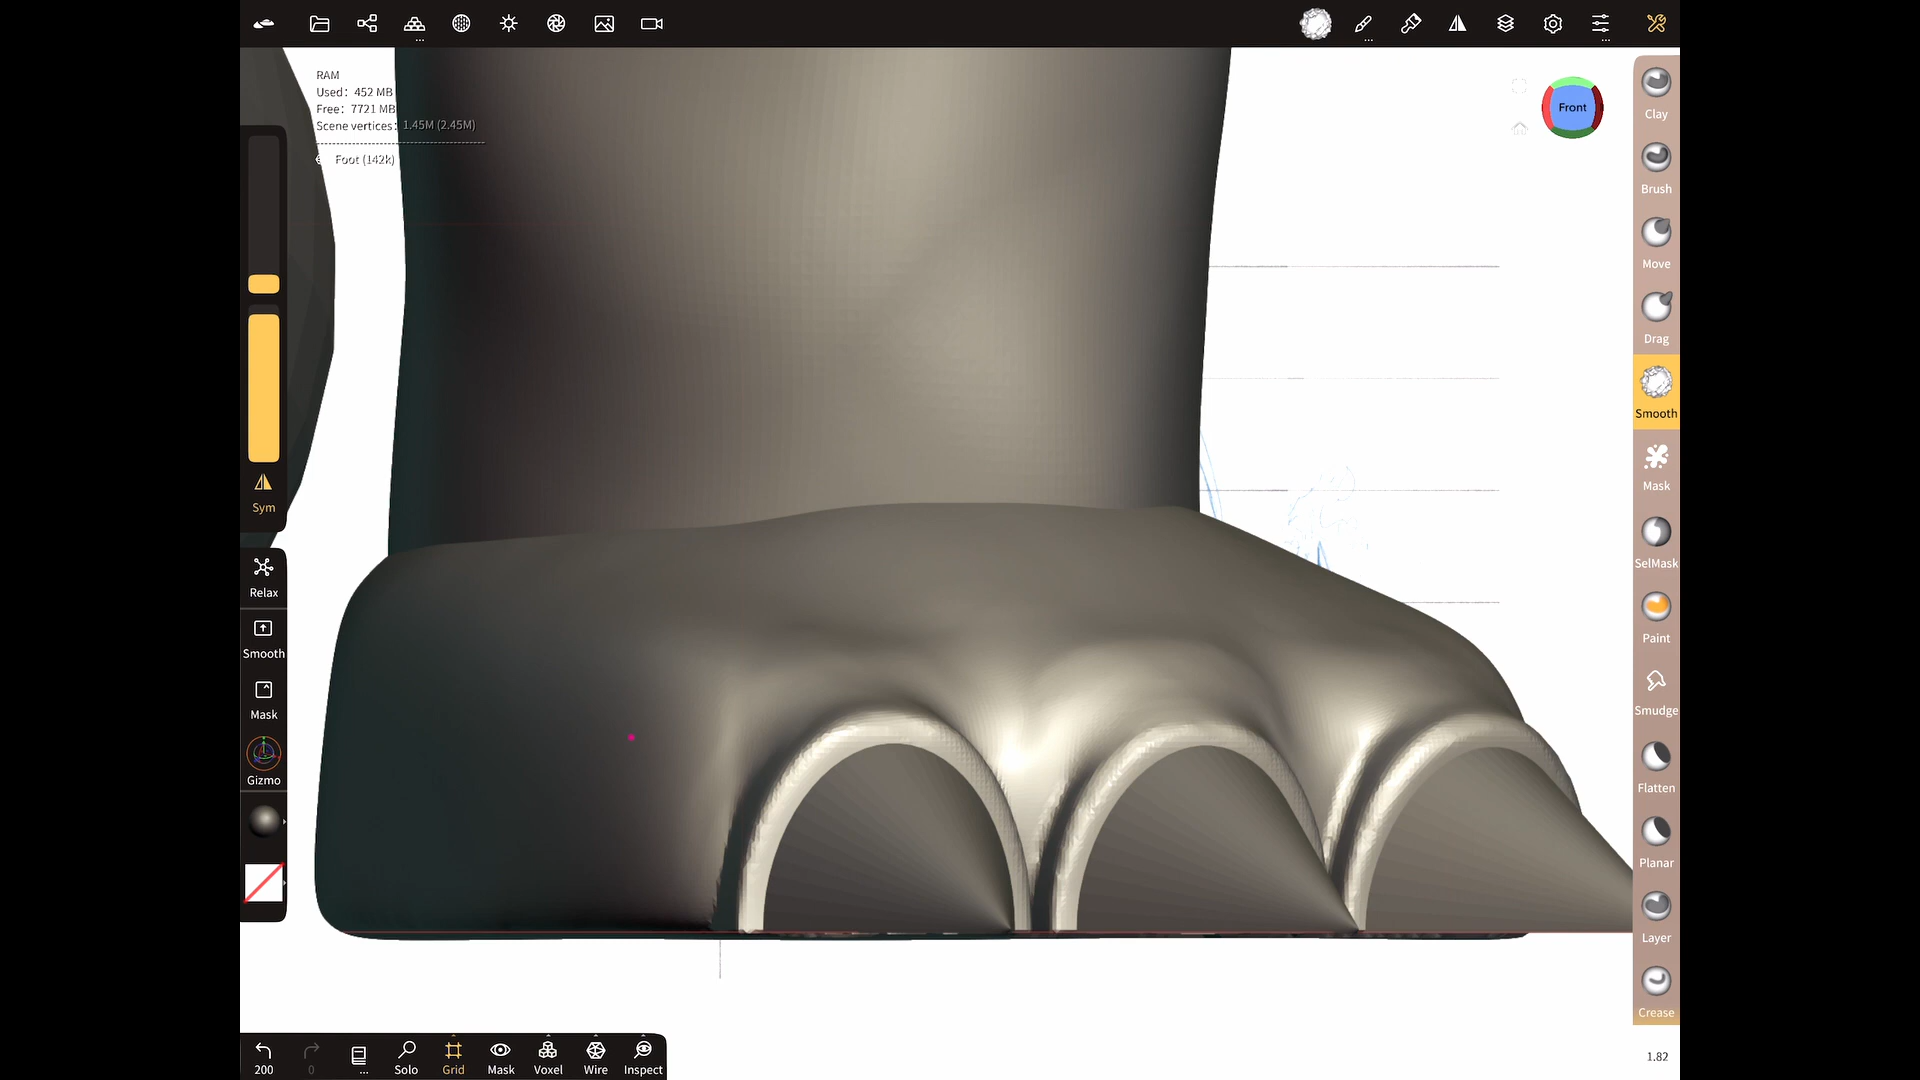 RAM
Used: 452 MB
Free: 7721 MB
Scene vertices: 1.45M (2.45M)
Foot (142k)
Front
Sym
Relax
Smooth
Mask
Gizmo
Clay
Brush
Move
Drag
Smooth
Mask
SelMask
Paint
Smudge
Flatten
Planar
Layer
Crease
200
0
...
Solo
Grid
Mask
Voxel
Wire
Inspect
1.82